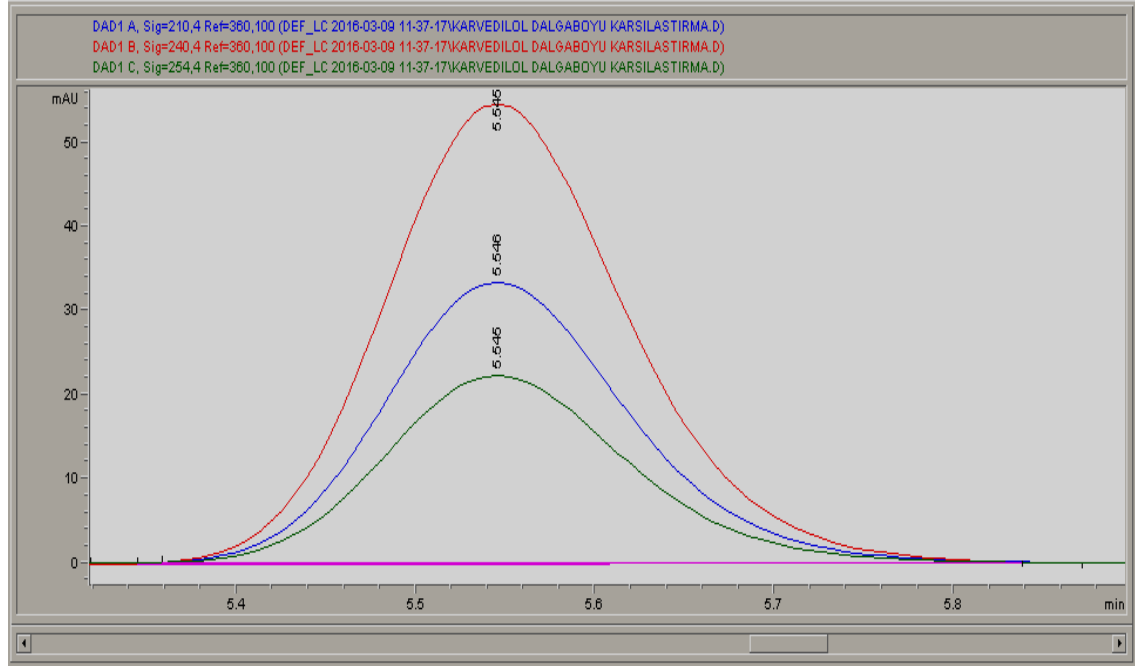 DAD1 A, Sig=210,4 Ref=360,100 (DEF_LC 2016-03-09 11-37-17\KARVEDILOL DALGABOYU KARSILASTIRMA.D)
DAD1 B, Sig=240,4 Ref=360,100 (DEF_LC 2016-03-09 11-37-17\KARVEDILOL DALGABOYU KARSILASTIRMA.D)
DAD1 C, Sig=254,4 Ref=360,100 (DEF_LC 2016-03-09 11-37-17\KARVEDILOL DALGABOYU KARSILASTIRMA.D)
mAU
5.545
50
40
5.546
30
5.545
20
10
0
5.4 5.5 5.6 5.7 5.8 min